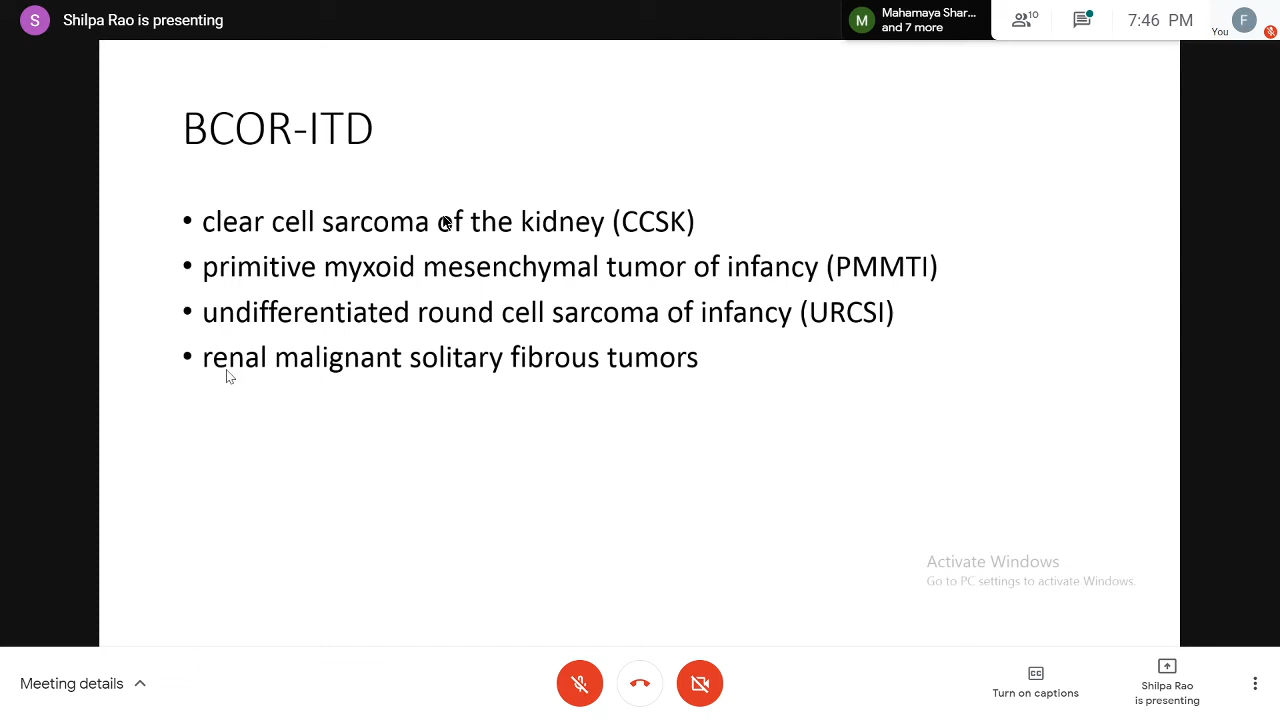 S
Shilpa Rao is presenting
M
Mahamaya Shar...
and 7 more
10
7:46 PM
You
F
BCOR-ITD
• clear cell sarcoma of the kidney (CCSK)
• primitive myxoid mesenchymal tumor of infancy (PMMTI)
• undifferentiated round cell sarcoma of infancy (URCSI)
• renal malignant solitary fibrous tumors
Activate Windows
Go to PC settings to activate Windows.
Meeting details
CC
Turn on captions
Shilpa Rao
is presenting